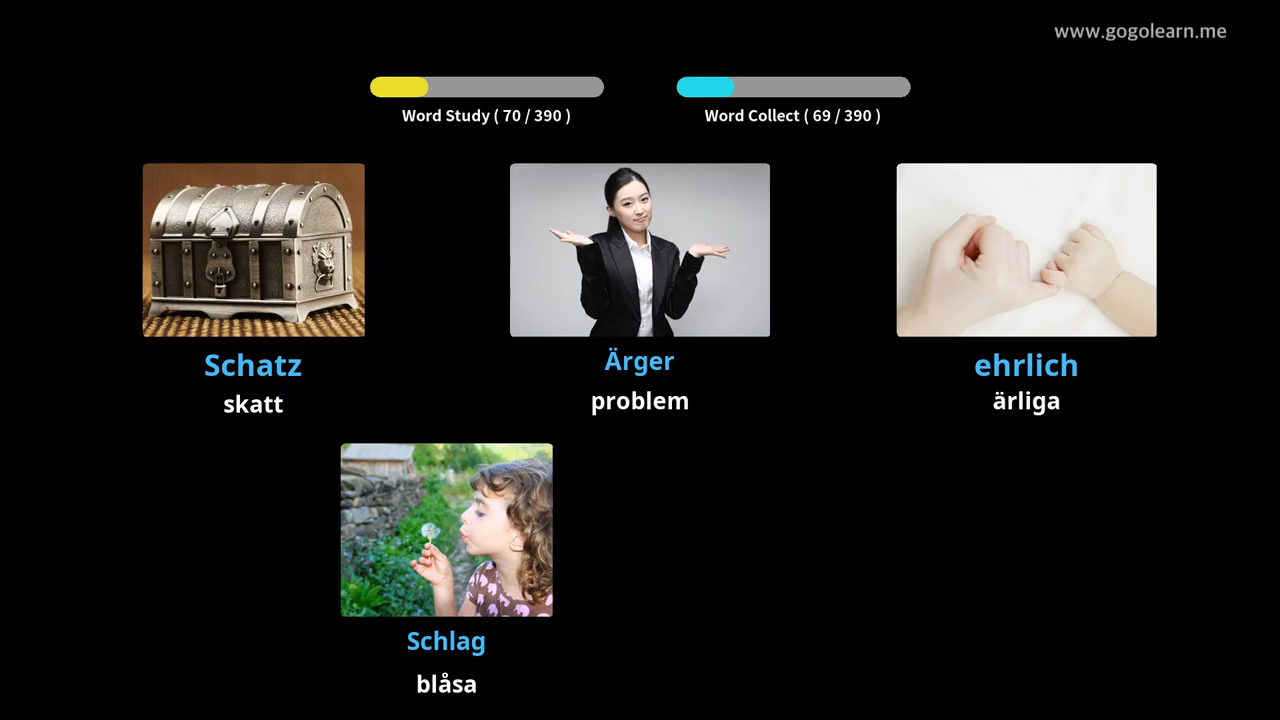 www.gogolearn.me
Word Study ( 70 / 390 )
Word Collect ( 69 / 390 )
Schatz
skatt
Ärger
problem
ehrlich
ärliga
Schlag
blåsa